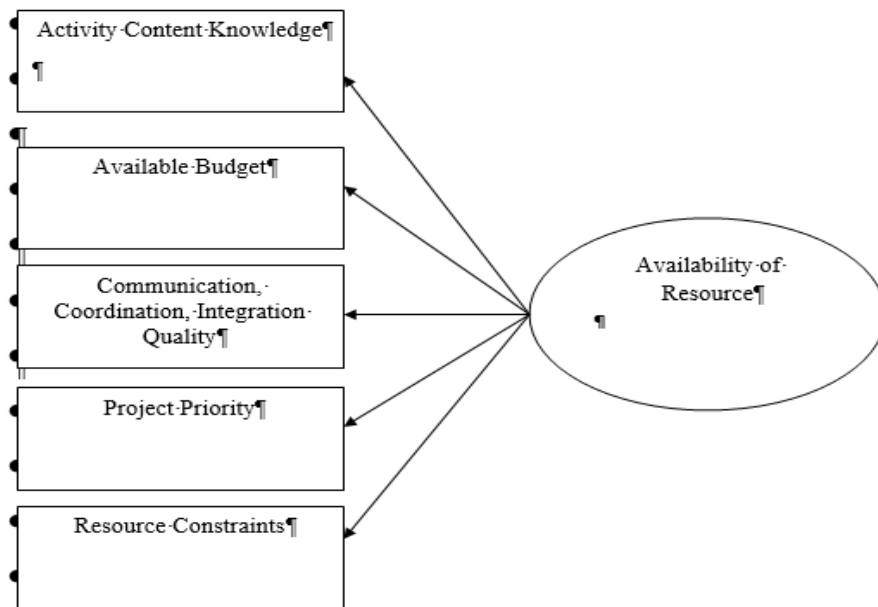 Activity·Content·Knowledge¶
¶
¶
Available·Budget¶
¶
Communication,·
Coordination,·Integration·
Quality¶
¶
Project·Priority¶
Resource·Constraints¶
Availability·of·
Resource¶
¶